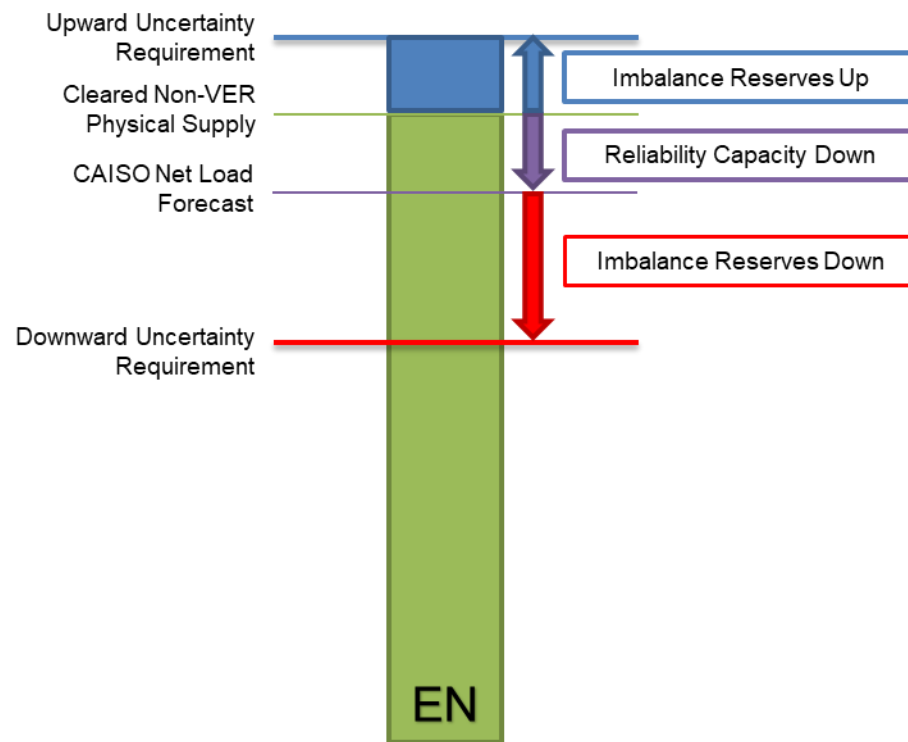 Upward Uncertainty
Requirement
Imbalance Reserves Up
Cleared Non-VER
Physical Supply
Reliability Capacity Down
CAISO Net Load
Forecast
Imbalance Reserves Down
Downward Uncertainty
Requirement
EN